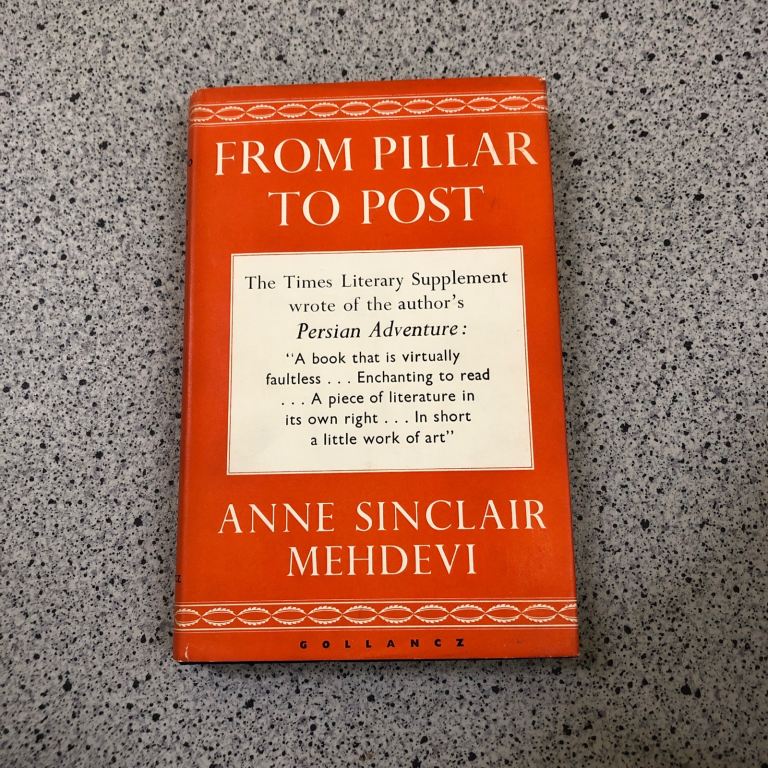 FROM PILLAR
TO POST
The Times Literary Supplement
wrote of the author's
Persian Adventure:
"A book that is virtually
faultless . . . Enchanting to read
. . . A piece of literature in
its own right . . . In short
a little work of art"
ANNE SINCLAIR
MEHDEVI
GOLLANCZ